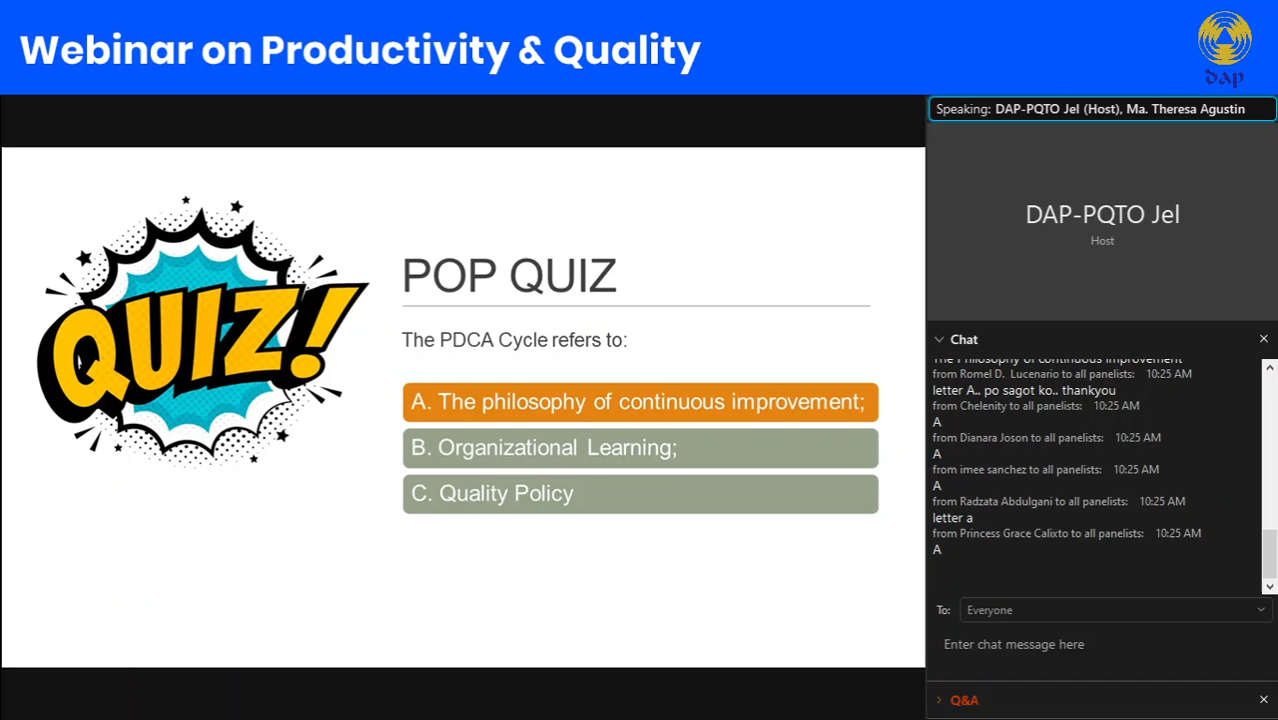 Webinar on Productivity & Quality
dap
Speaking: DAP-PQTO Jel (Host), Ma. Theresa Agustin
DAP-PQTO Jel
Host
QUIZ!
POP QUIZ
The PDCA Cycle refers to:
A. The philosophy of continuous improvement;
B. Organizational Learning;
C. Quality Policy
Chat
The Philosophy of continuous improvement
from Romel D. Lucenario to all panelists: 10:25 AM
letter A.. po sagot ko.. thankyou
from Chelenity to all panelists: 10:25 AM
A
from Dianara Joson to all panelists: 10:25 AM
A
from imee sanchez to all panelists: 10:25 AM
A
from Radzata Abdulgani to all panelists: 10:25 AM
letter a
from Princess Grace Calixto to all panelists: 10:25 AM
A
To: Everyone
Enter chat message here
Q&A